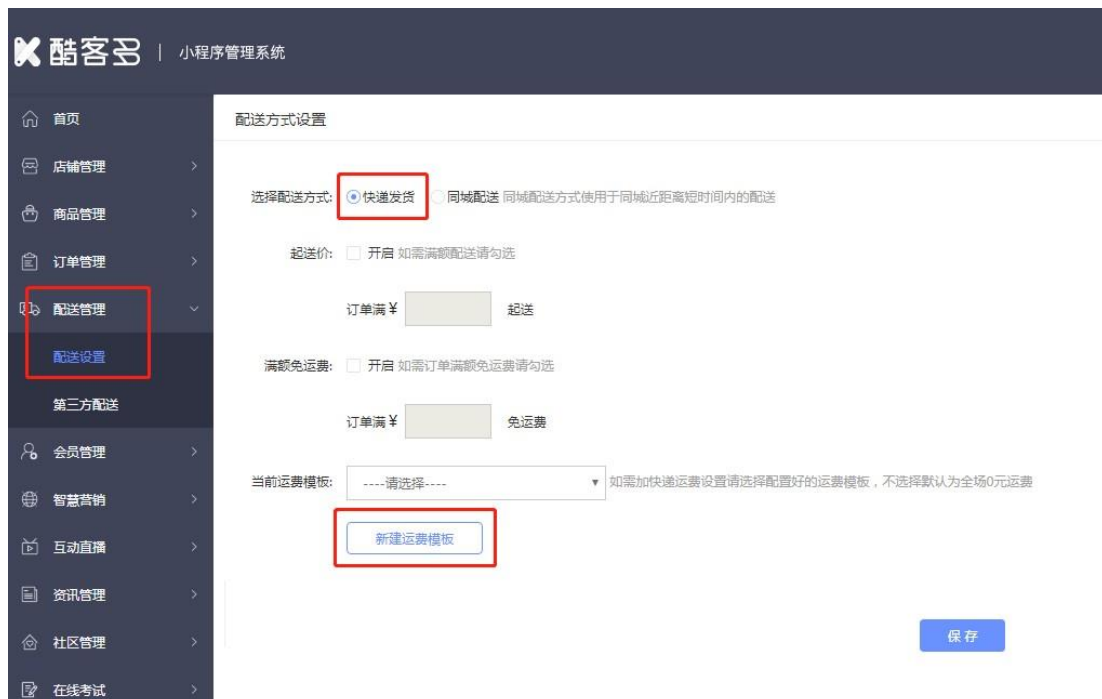 酷客多 | 小程序管理系统
首页
店铺管理
商品管理
订单管理
配送管理
配送设置
第三方配送
会员管理
智慧营销
互动直播
资讯管理
社区管理
在线考试
配送方式设置
选择配送方式: 快递发货 同城配送 同城配送方式使用于同城近距离短时间内的配送
起送价: 开启 如需满额配送请勾选
订单满¥ 起送
满额免运费: 开启 如需订单满额免运费请勾选
订单满¥ 免运费
当前运费模板: ----请选择---- 如需加快递运费设置请选择配置好的运费模板，不选择默认为全场0元运费
新建运费模板
保存